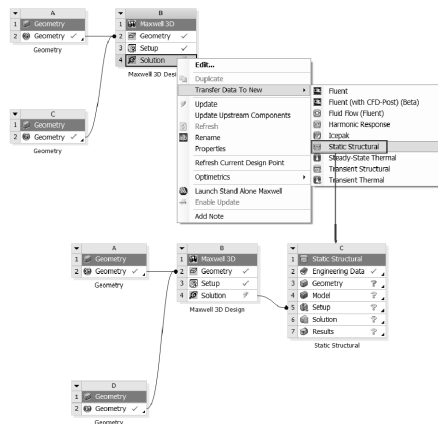 A
1 Geometry
2 Geometry
Geometry
B
1 Maxwell 3D
2 Geometry
3 Setup
4 Solution
Maxwell 3D Desi
C
1 Geometry
2 Geometry
Geometry
Edit...
Duplicate
Transfer Data To New
Update
Update Upstream Components
Refresh
Rename
Properties
Refresh Current Design Point
Optimetrics
Launch Stand Alone Maxwell
Enable Update
Add Note
Fluent
Fluent (with CFD-Post) (Beta)
Fluid Flow (Fluent)
Harmonic Response
Icepak
Static Structural
Steady-State Thermal
Transient Structural
Transient Thermal
A
1 Geometry
2 Geometry
Geometry
B
1 Maxwell 3D
2 Geometry
3 Setup
4 Solution
Maxwell 3D Design
C
1 Static Structural
2 Engineering Data
3 Geometry
4 Model
5 Setup
6 Solution
7 Results
Static Structural
D
1 Geometry
2 Geometry
Geometry